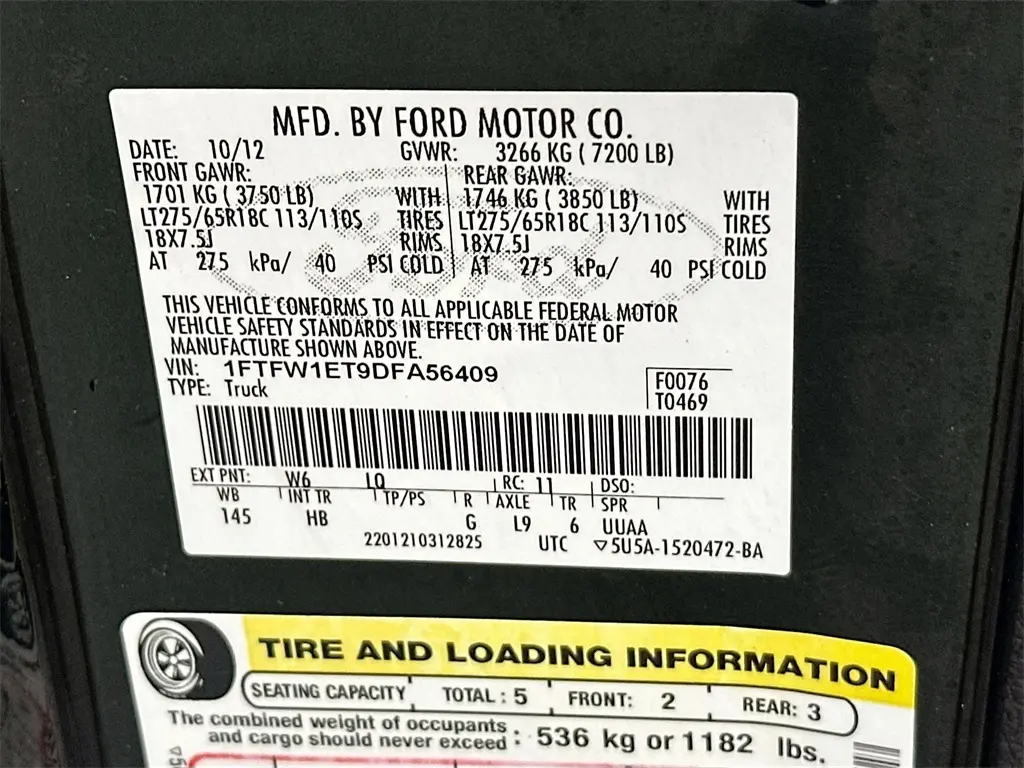 MFD. BY FORD MOTOR CO.
DATE: 10/12 GVWR: 3266 KG ( 7200 LB)
FRONT GAWR: REAR GAWR:
1701 KG ( 3750 LB) WITH 1746 KG ( 3850 LB) WITH
LT275/65R18C 113/110S TIRES LT275/65R18C 113/110S TIRES
18X7.5J RIMS 18X7.5J RIMS
AT 275 kPa/ 40 PSI COLD AT 275 kPa/ 40 PSI COLD
Ford
THIS VEHICLE CONFORMS TO ALL APPLICABLE FEDERAL MOTOR
VEHICLE SAFETY STANDARDS IN EFFECT ON THE DATE OF
MANUFACTURE SHOWN ABOVE.
VIN: 1FTFW1ET9DFA56409
TYPE: Truck
F0076
T0469
EXT PNT: W6 LQ RC: 11 DSO:
WB INT TR TP/PS R AXLE TR SPR
145 HB G L9 6 UUAA
2201210312825 UTC ▽5U5A-1520472-BA
TIRE AND LOADING INFORMATION
SEATING CAPACITY TOTAL : 5 FRONT: 2 REAR: 3
The combined weight of occupants
and cargo should never exceed : 536 kg or 1182 lbs.